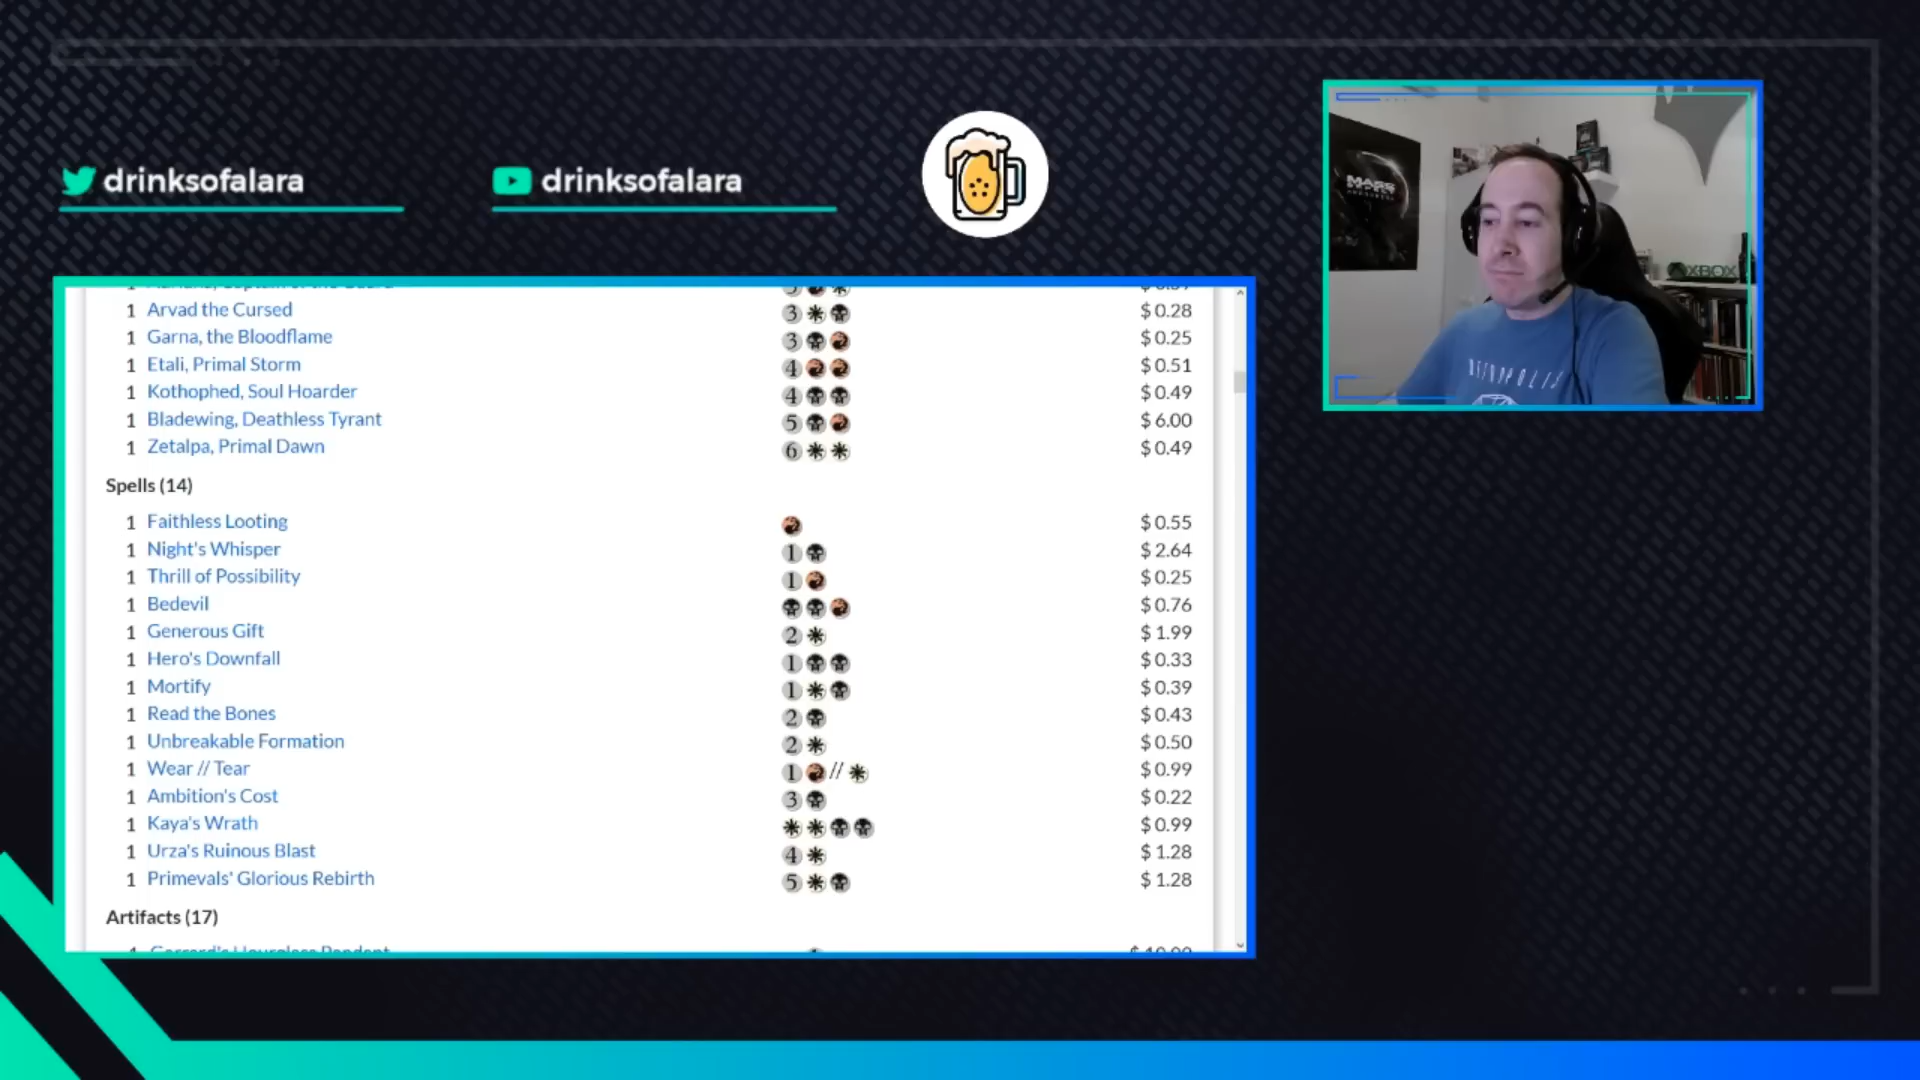 drinksofalara
drinksofalara
1 Arvad the Cursed 3 $ 0.28
1 Garna, the Bloodflame 3 $ 0.25
1 Etali, Primal Storm 4 $ 0.51
1 Kothophed, Soul Hoarder 4 $ 0.49
1 Bladewing, Deathless Tyrant 5 $ 6.00
1 Zetalpa, Primal Dawn 6 $ 0.49
Spells (14)
1 Faithless Looting $ 0.55
1 Night's Whisper 1 $ 2.64
1 Thrill of Possibility 1 $ 0.25
1 Bedevil $ 0.76
1 Generous Gift 2 $ 1.99
1 Hero's Downfall 1 $ 0.33
1 Mortify 1 $ 0.39
1 Read the Bones 2 $ 0.43
1 Unbreakable Formation 2 $ 0.50
1 Wear // Tear 1 // $ 0.99
1 Ambition's Cost 3 $ 0.22
1 Kaya's Wrath $ 0.99
1 Urza's Ruinous Blast 4 $ 1.28
1 Primevals' Glorious Rebirth 5 $ 1.28
Artifacts (17)
MASS
XBOX